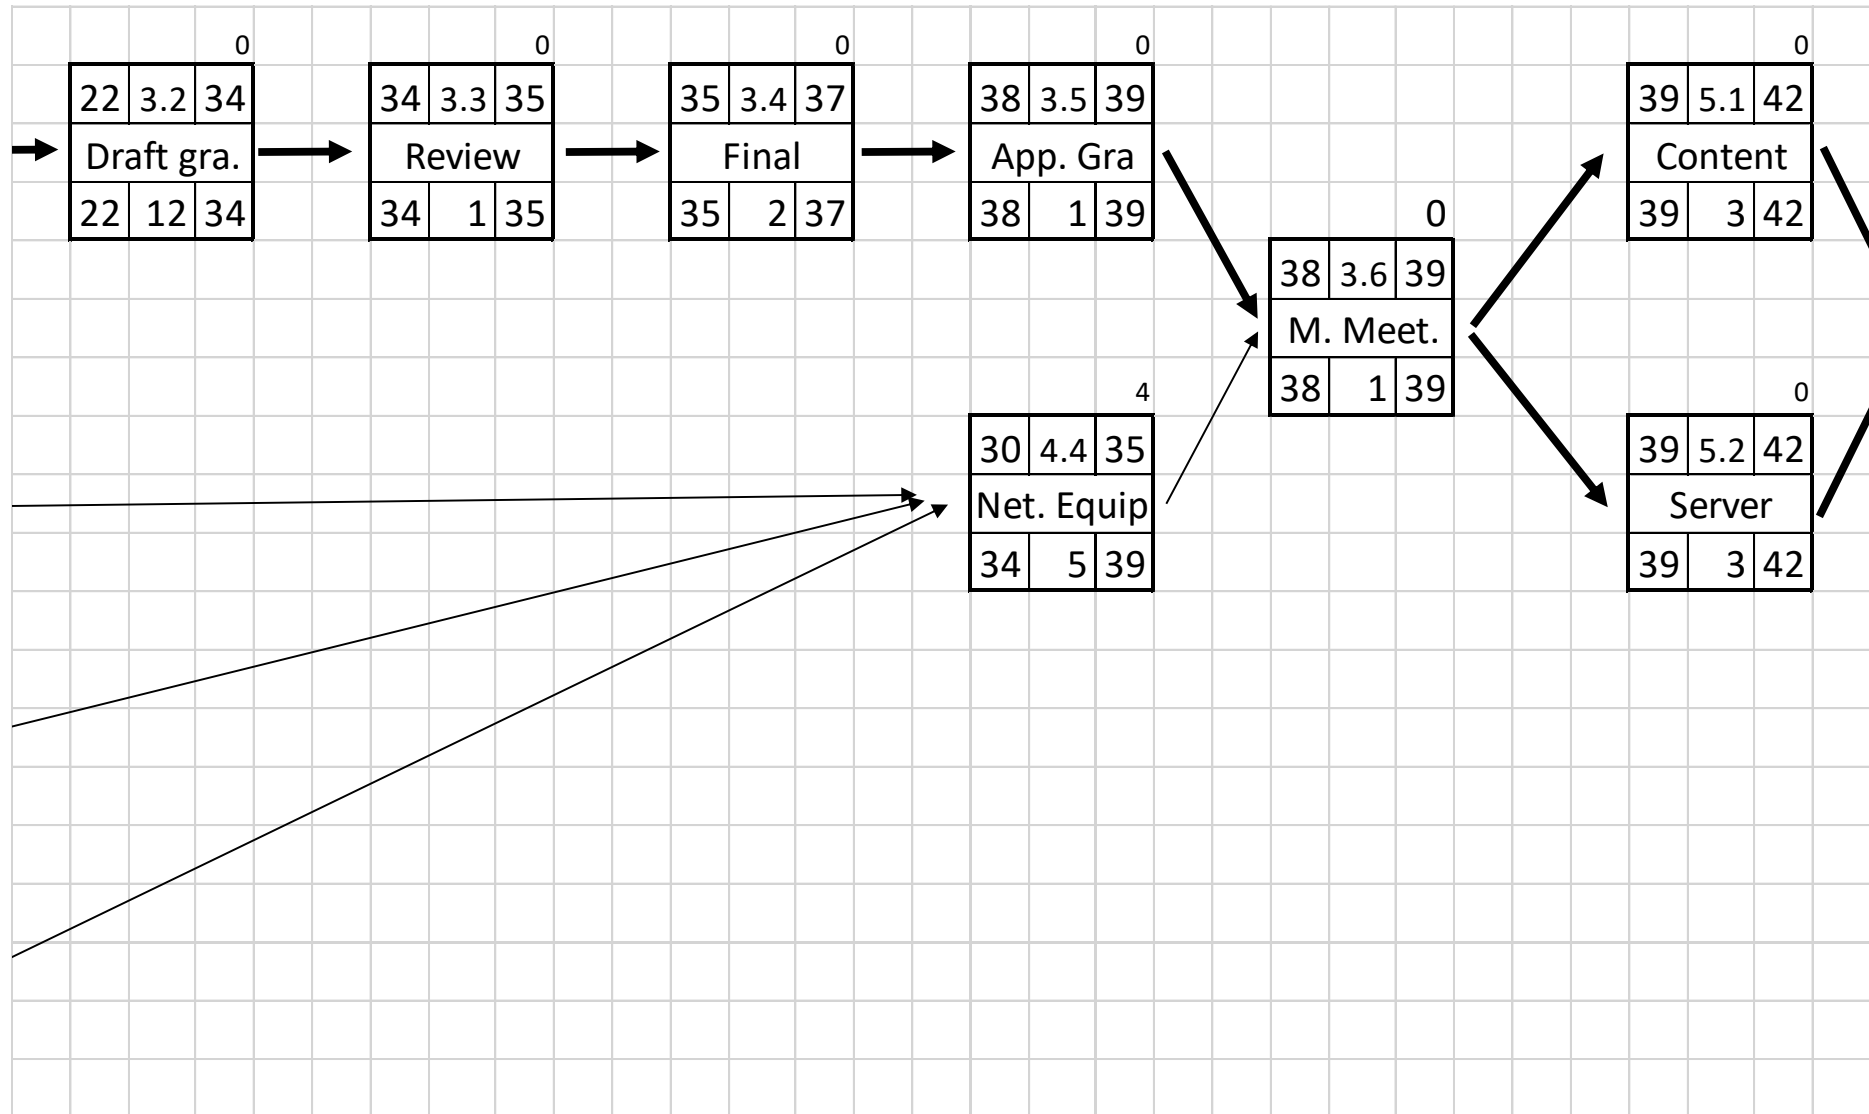 0 0 0 0 0
22 3.2 34 34 3.3 35 35 3.4 37 38 3.5 39 39 5.1 42
Draft gra. Review Final App. Gra Content
22 12 34 34 1 35 35 2 37 38 1 39 39 3 42
0
38 3.6 39
M. Meet.
38 1 39
4 0
30 4.4 35 39 5.2 42
Net. Equip Server
34 5 39 39 3 42